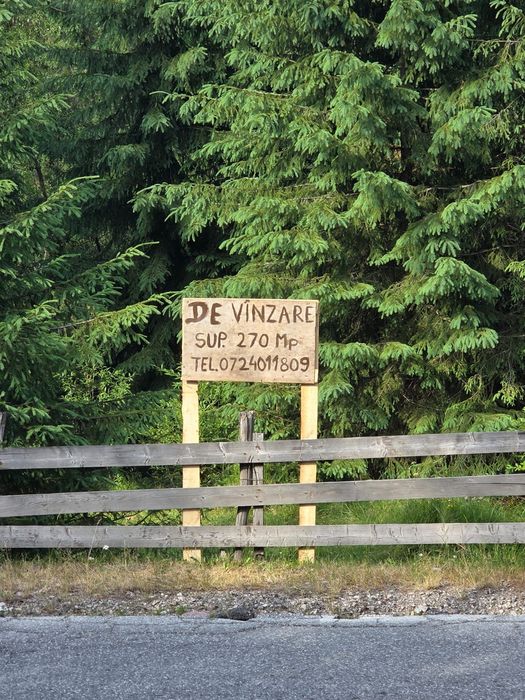 DE VÎNZARE
SUP. 270 Mp
TEL.0724011809